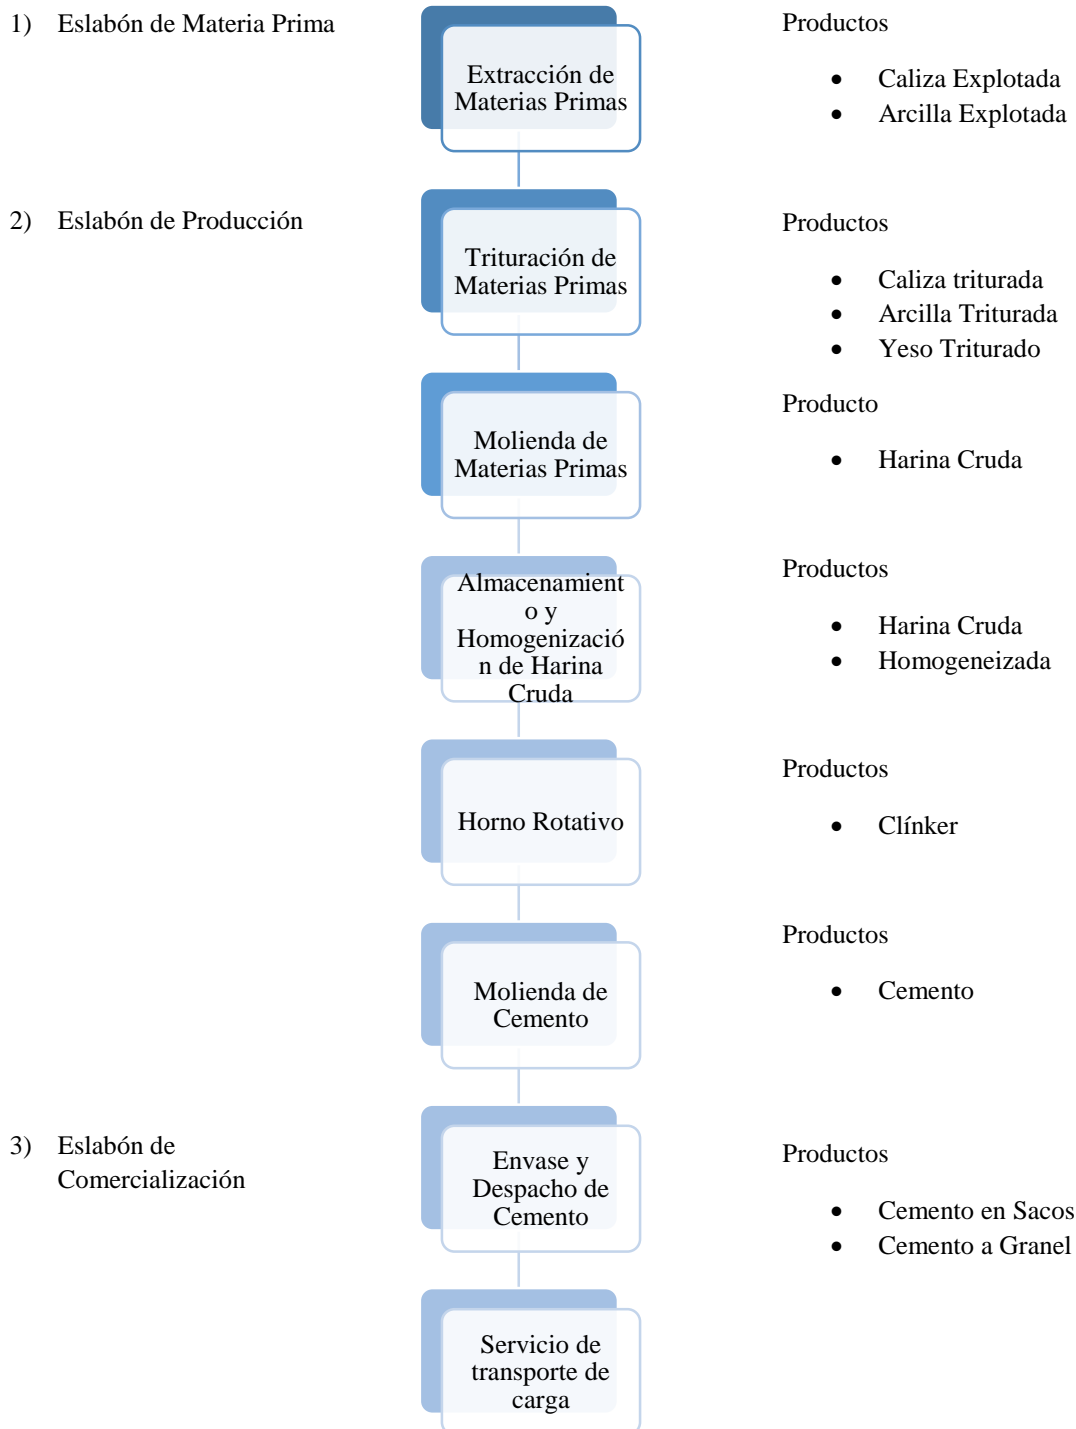 1) Eslabón de Materia Prima
Extracción de
Materias Primas
Productos
• Caliza Explotada
• Arcilla Explotada
2) Eslabón de Producción
Trituración de
Materias Primas
Productos
• Caliza triturada
• Arcilla Triturada
• Yeso Triturado
Molienda de
Materias Primas
Producto
• Harina Cruda
Almacenamient
o y
Homogenizació
n de Harina
Cruda
Productos
• Harina Cruda
• Homogeneizada
Horno Rotativo
Productos
• Clínker
Molienda de
Cemento
Productos
• Cemento
3) Eslabón de
Comercialización
Envase y
Despacho de
Cemento
Productos
• Cemento en Sacos
• Cemento a Granel
Servicio de
transporte de
carga